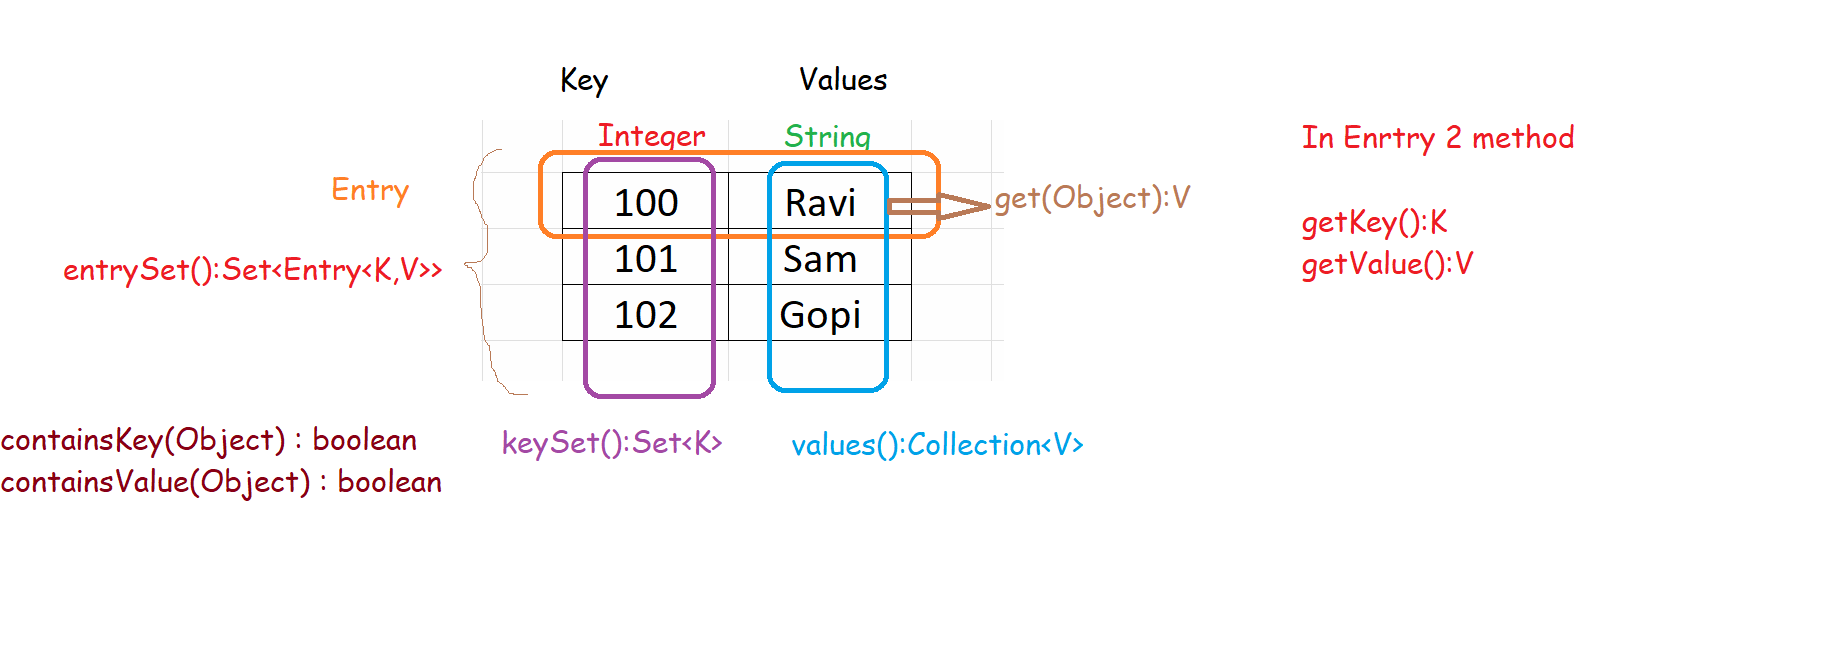 Key Values
Integer String
In Enrtry 2 method
Entry
100 Ravi
get(Object):V
getKey():K
entrySet():Set<Entry<K,V>>
101 Sam
getValue():V
102 Gopi
containsKey(Object) : boolean
keySet():Set<K>
values():Collection<V>
containsValue(Object) : boolean